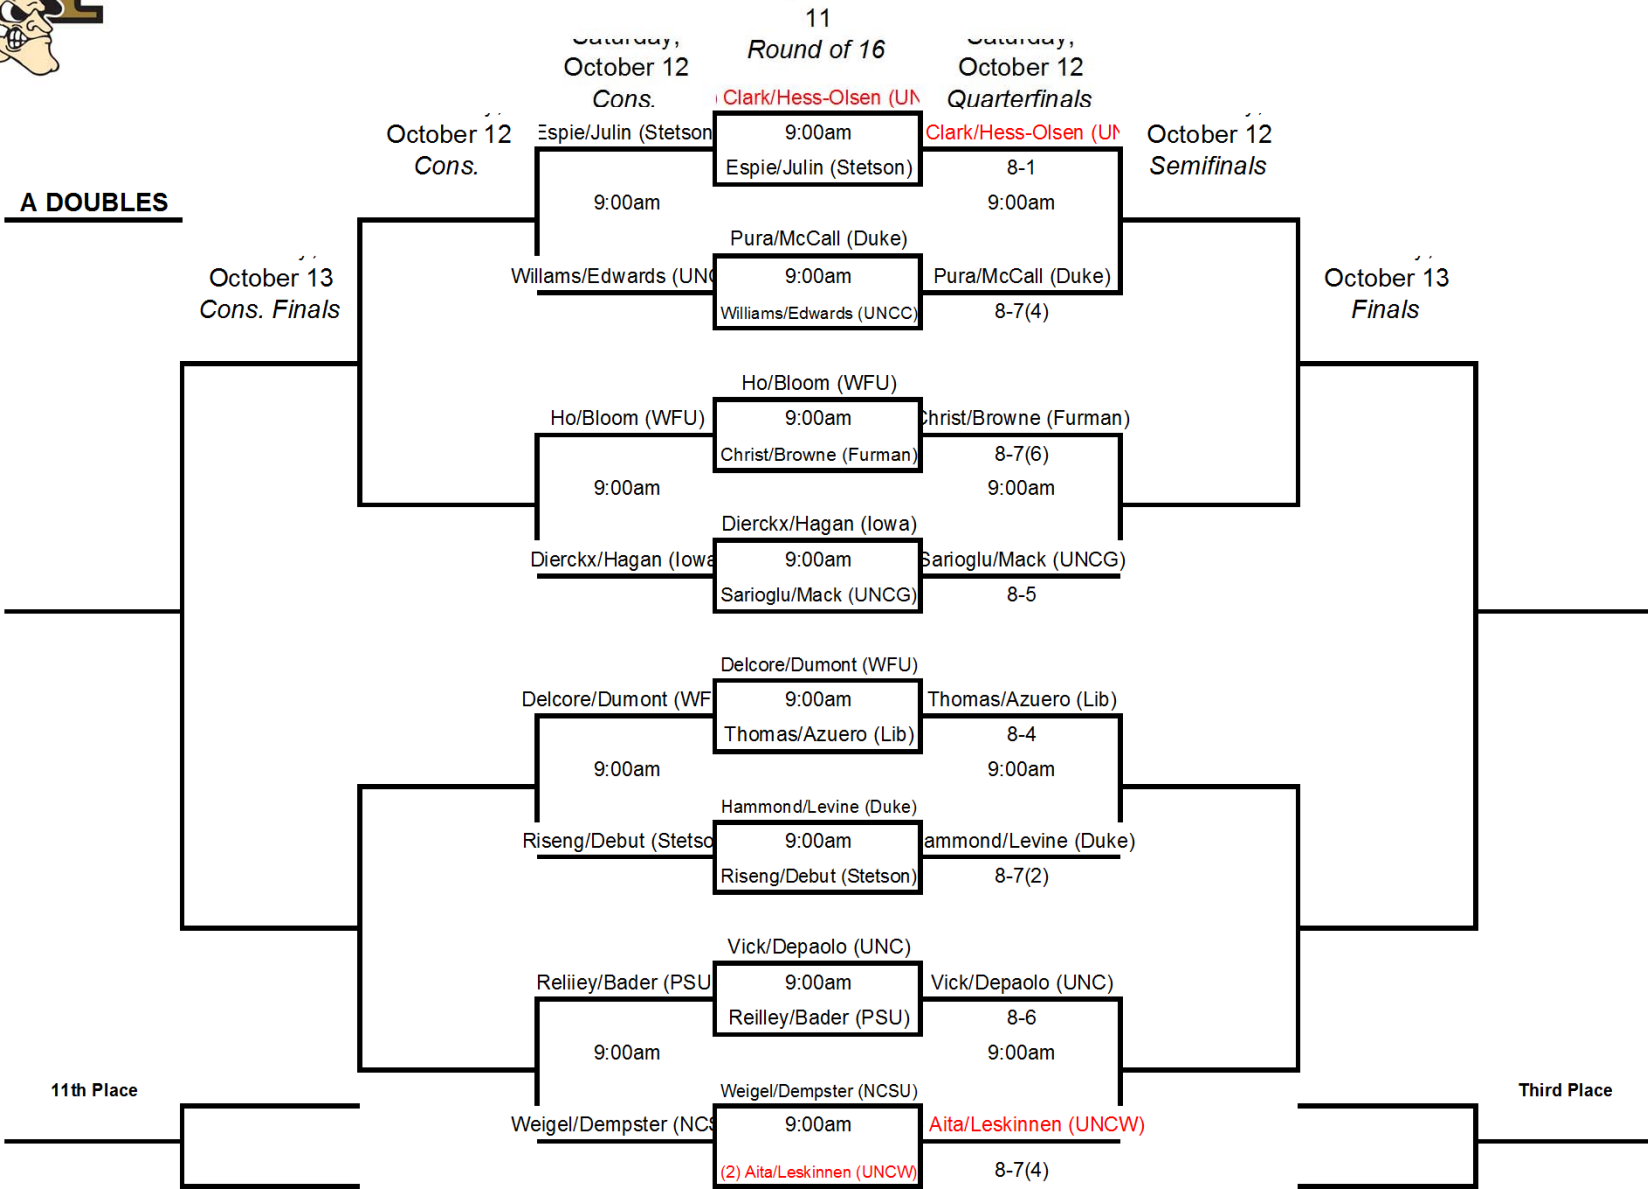 11
Round of 16
October 12
Cons.
October 12
Quarterfinals
Clark/Hess-Olsen (UN
October 12
Cons.
Espie/Julin (Stetson
9:00am
Clark/Hess-Olsen (UN
October 12
Semifinals
Espie/Julin (Stetson)
8-1
A DOUBLES
9:00am
9:00am
Pura/McCall (Duke)
October 13
Cons. Finals
Willams/Edwards (UNC
9:00am
Pura/McCall (Duke)
October 13
Finals
Williams/Edwards (UNCC)
8-7(4)
Ho/Bloom (WFU)
Ho/Bloom (WFU)
9:00am
Christ/Browne (Furman)
Christ/Browne (Furman)
8-7(6)
9:00am
9:00am
Dierckx/Hagan (Iowa)
Dierckx/Hagan (Iowa
9:00am
Sarioglu/Mack (UNCG)
Sarioglu/Mack (UNCG)
8-5
Delcore/Dumont (WFU)
Delcore/Dumont (WF
9:00am
Thomas/Azuero (Lib)
Thomas/Azuero (Lib)
8-4
9:00am
9:00am
Hammond/Levine (Duke)
Riseng/Debut (Stetso
9:00am
ammond/Levine (Duke)
Riseng/Debut (Stetson)
8-7(2)
Vick/Depaolo (UNC)
Reliiey/Bader (PSU
9:00am
Vick/Depaolo (UNC)
Reilley/Bader (PSU)
8-6
9:00am
9:00am
11th Place
Weigel/Dempster (NCSU)
Third Place
Weigel/Dempster (NCS
9:00am
Aita/Leskinnen (UNCW)
(2) Aita/Leskinnen (UNCW)
8-7(4)